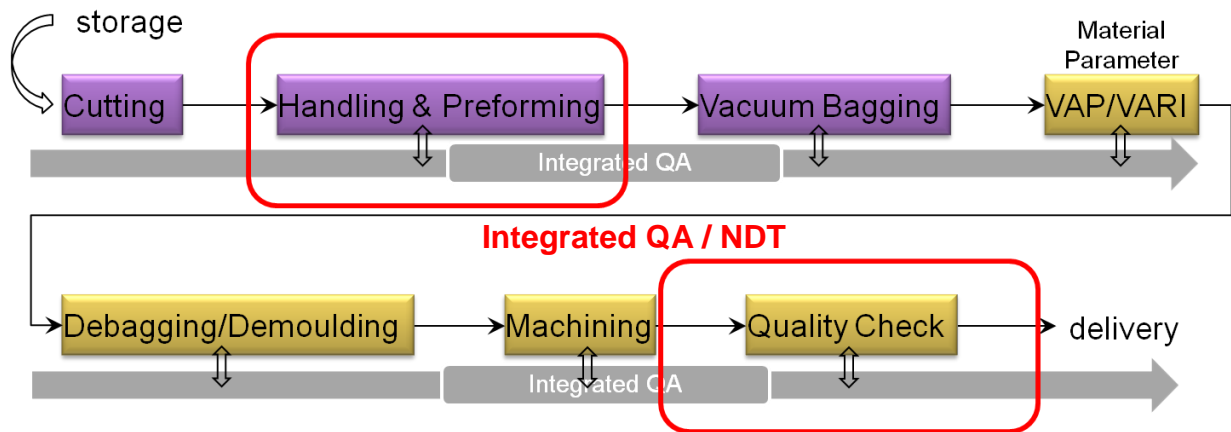 storage
Material
Parameter
Cutting
Handling & Preforming
Vacuum Bagging
VAP/VARI
Integrated QA
Integrated QA / NDT
Debagging/Demoulding
Machining
Quality Check
delivery
Integrated QA